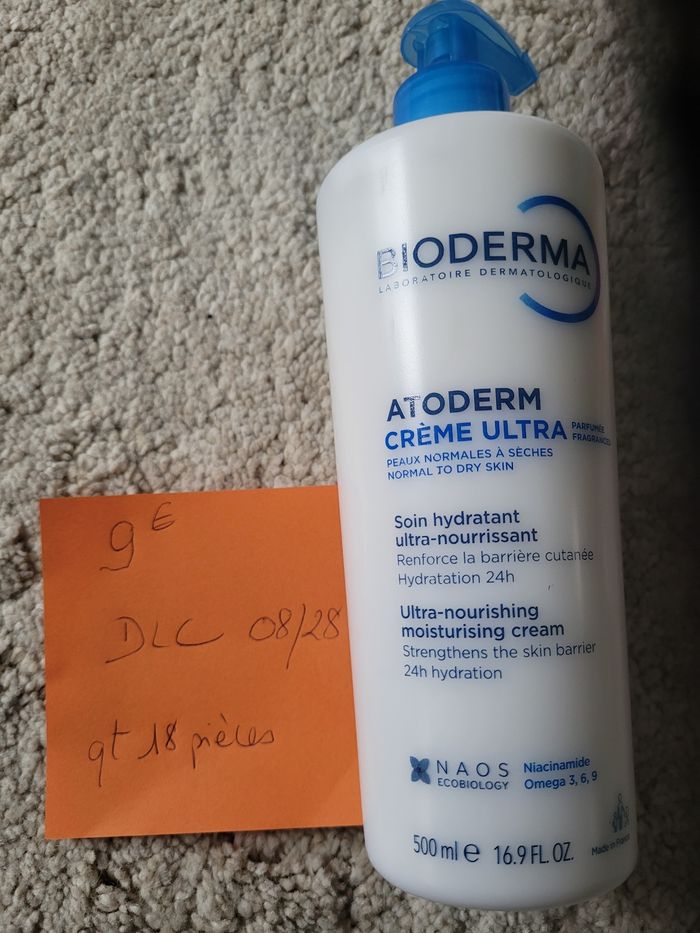 BIODERMA
LABORATOIRE DERMATOLOGIQUE
ATODERM
CRÈME ULTRA PARFUMÉE
FRAGRANCED
PEAUX NORMALES À SÈCHES
NORMAL TO DRY SKIN
Soin hydratant
ultra-nourrissant
Renforce la barrière cutanée
Hydratation 24h
Ultra-nourishing
moisturising cream
Strengthens the skin barrier
24h hydration
NAOS
ECOBIOLOGY
Niacinamide
Omega 3, 6, 9
500 ml e 16.9 FL. OZ.
Made in France
9€
DLC 08/28
qt 18 pièces